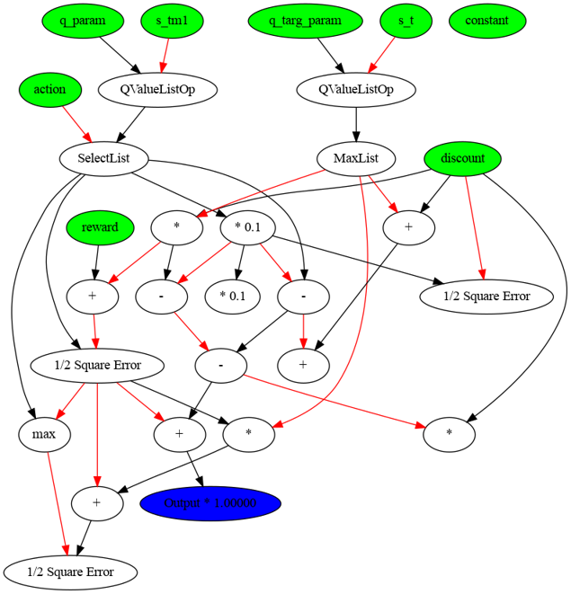 q_param s_tm1 q_targ_param s_t constant
action QValueListOp QValueListOp
SelectList MaxList discount
reward * * 0.1 +
+ - * 0.1 - 1/2 Square Error
1/2 Square Error - +
max + * *
+ Output * 1.00000
1/2 Square Error